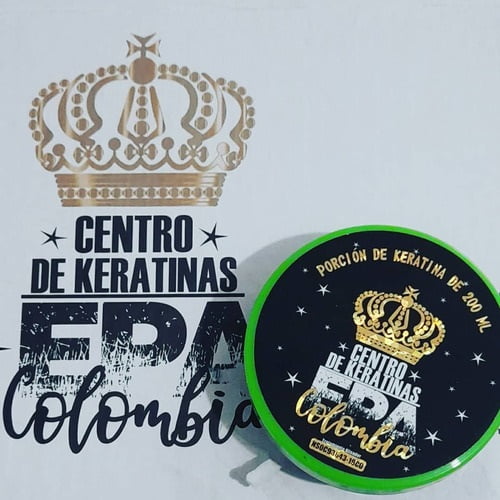 CENTRO
DE KERATINAS
EPA
Colombia
PORCIÓN DE KERATINA DE 200 ML
CENTRO
DE KERATINAS
EPA
Colombia